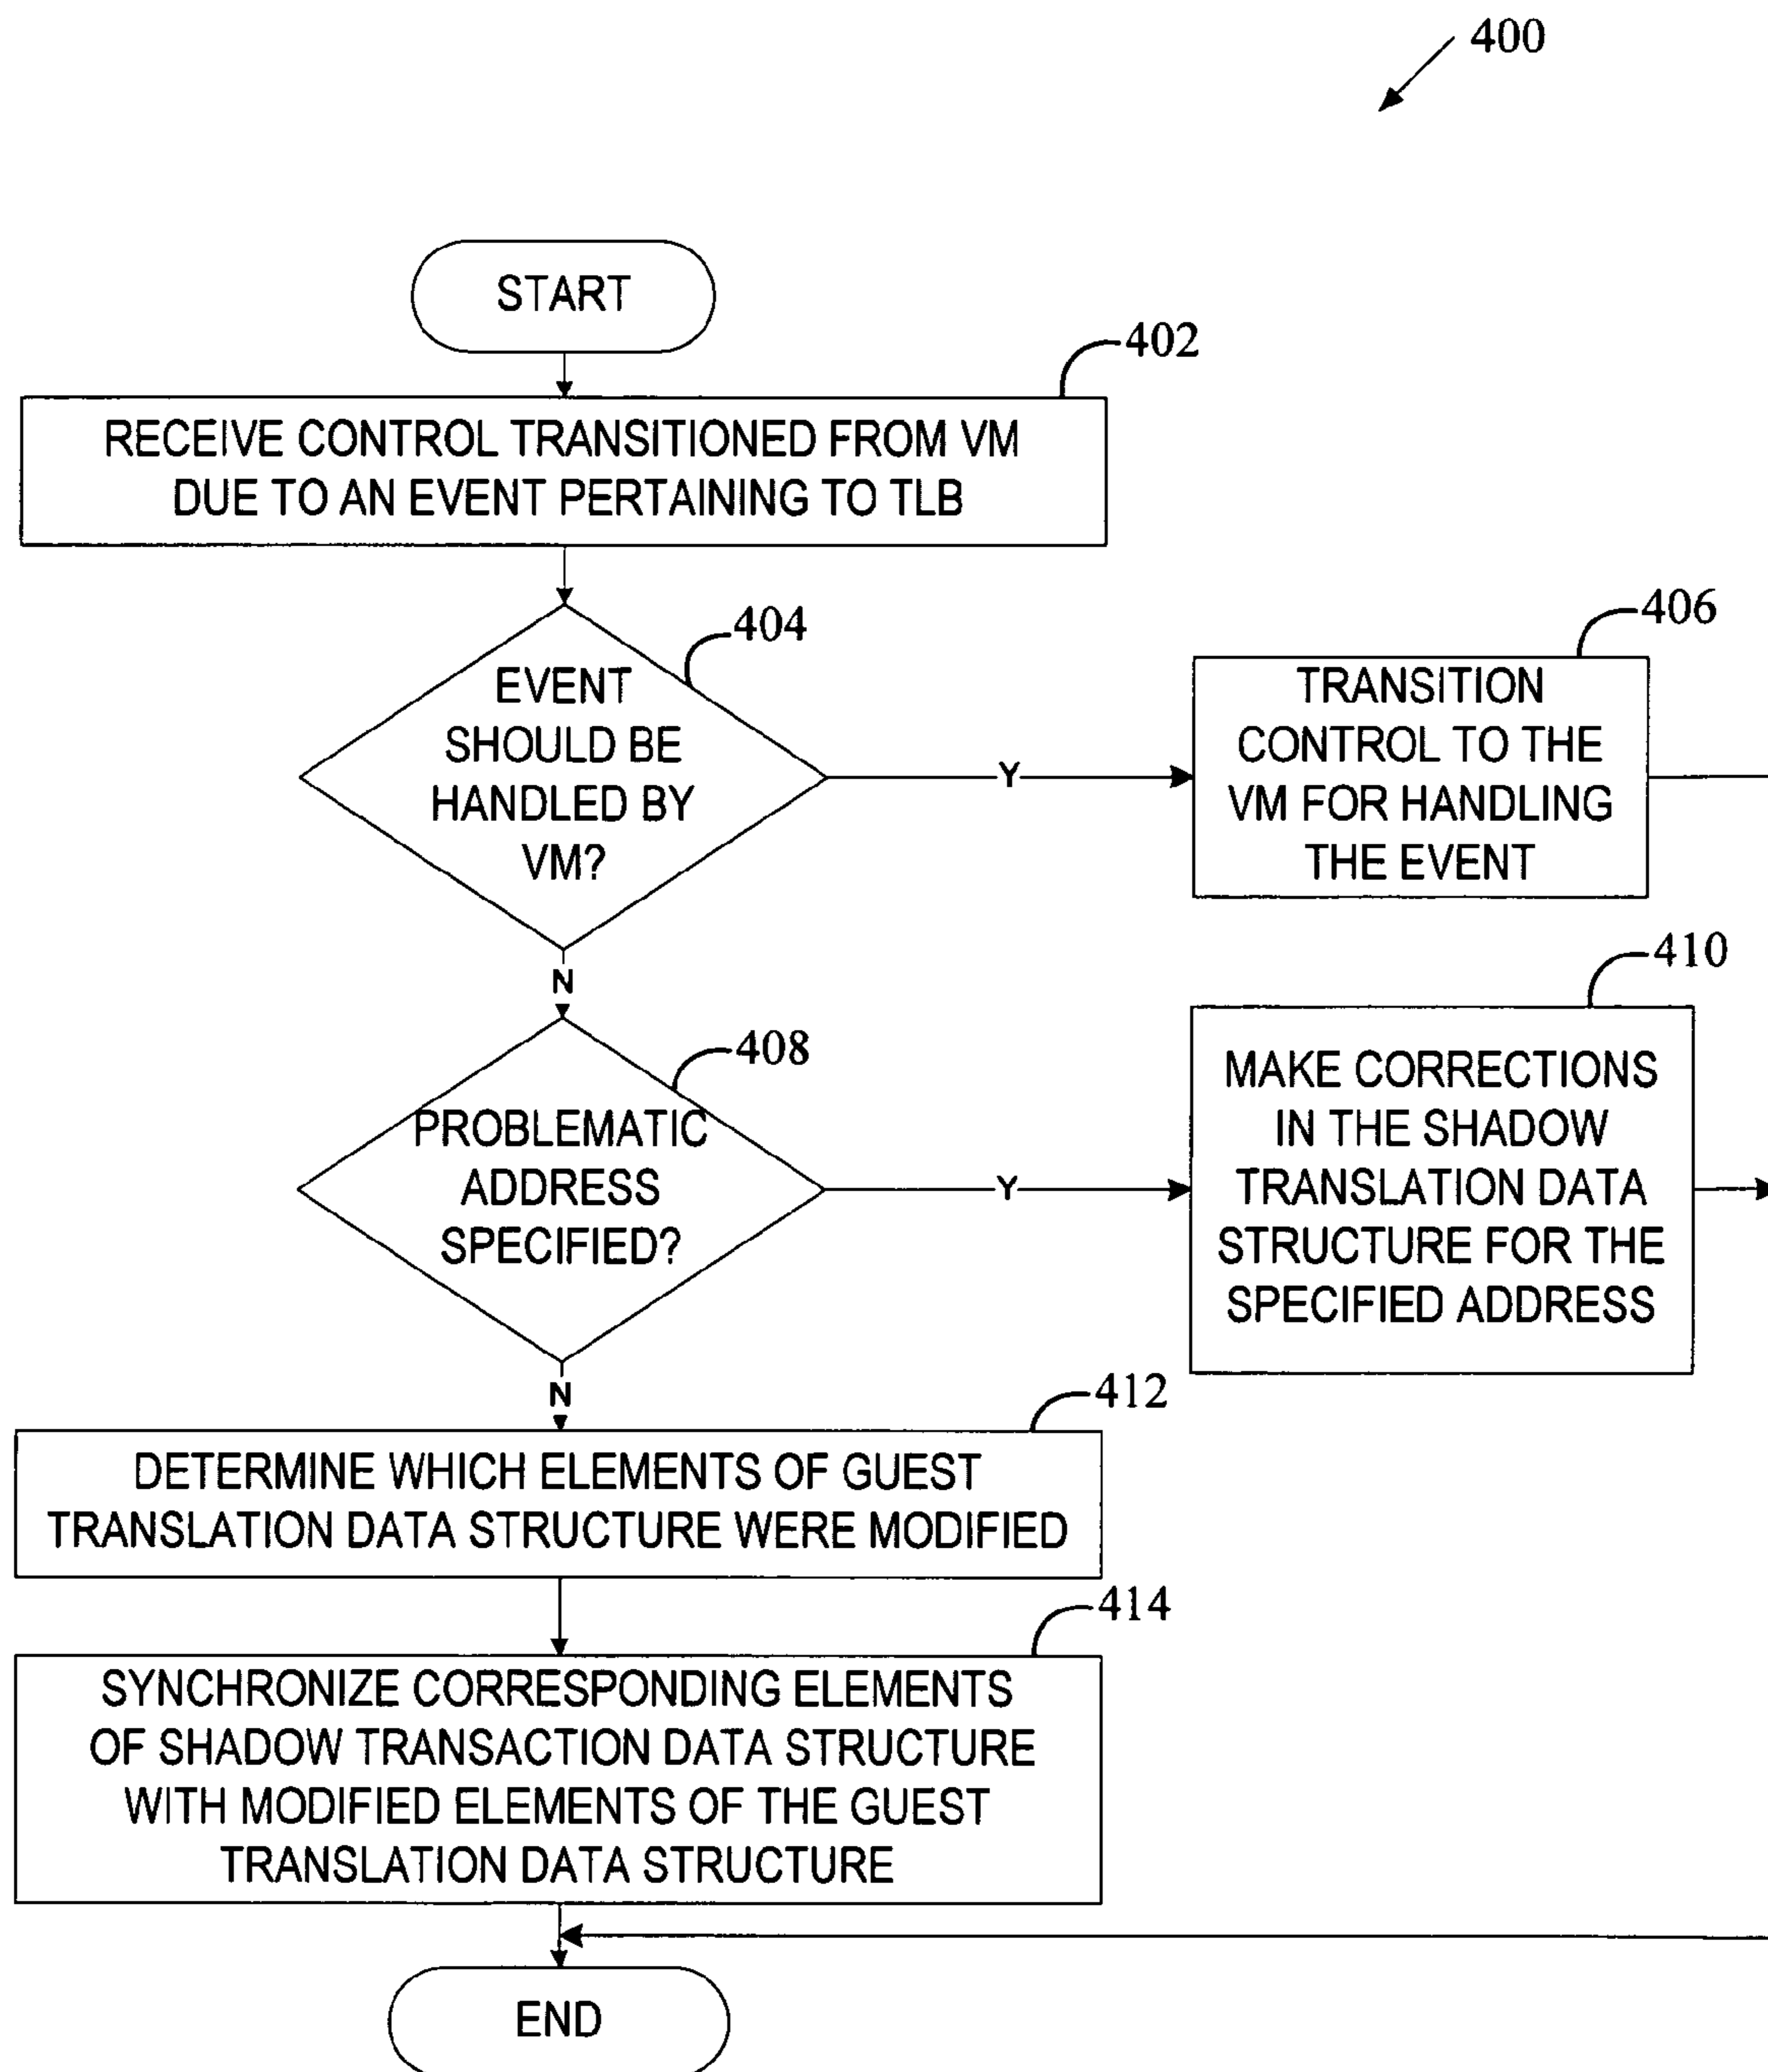 400
START
402
RECEIVE CONTROL TRANSITIONED FROM VM
DUE TO AN EVENT PERTAINING TO TLB
404
EVENT
SHOULD BE
HANDLED BY
VM?
Y
406
TRANSITION
CONTROL TO THE
VM FOR HANDLING
THE EVENT
N
408
PROBLEMATIC
ADDRESS
SPECIFIED?
Y
410
MAKE CORRECTIONS
IN THE SHADOW
TRANSLATION DATA
STRUCTURE FOR THE
SPECIFIED ADDRESS
N
412
DETERMINE WHICH ELEMENTS OF GUEST
TRANSLATION DATA STRUCTURE WERE MODIFIED
414
SYNCHRONIZE CORRESPONDING ELEMENTS
OF SHADOW TRANSACTION DATA STRUCTURE
WITH MODIFIED ELEMENTS OF THE GUEST
TRANSLATION DATA STRUCTURE
END